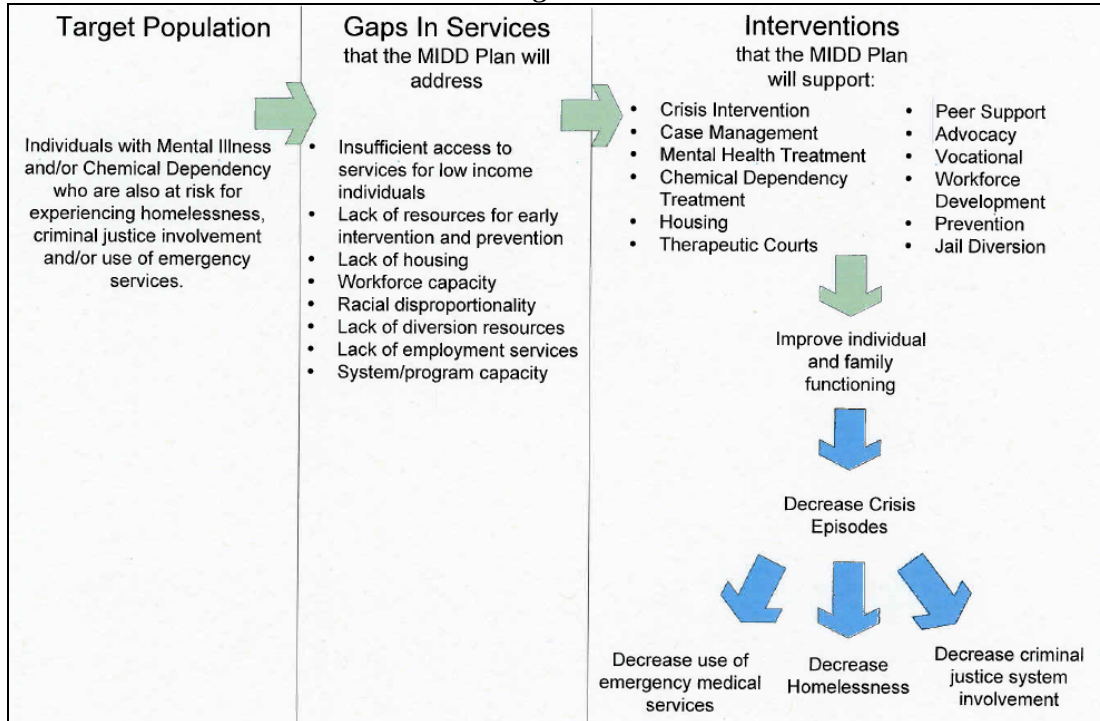 Target Population
Individuals with Mental Illness
and/or Chemical Dependency
who are also at risk for
experiencing homelessness,
criminal justice involvement
and/or use of emergency
services.
Gaps In Services
that the MIDD Plan will
address
• Insufficient access to
services for low income
individuals
• Lack of resources for early
intervention and prevention
• Lack of housing
• Workforce capacity
• Racial disproportionality
• Lack of diversion resources
• Lack of employment services
• System/program capacity
Interventions
that the MIDD Plan
will support:
• Crisis Intervention
• Case Management
• Mental Health Treatment
• Chemical Dependency
Treatment
• Housing
• Therapeutic Courts
• Peer Support
• Advocacy
• Vocational
• Workforce
Development
• Prevention
• Jail Diversion
Improve individual
and family
functioning
Decrease Crisis
Episodes
Decrease use of
emergency medical
services
Decrease
Homelessness
Decrease criminal
justice system
involvement